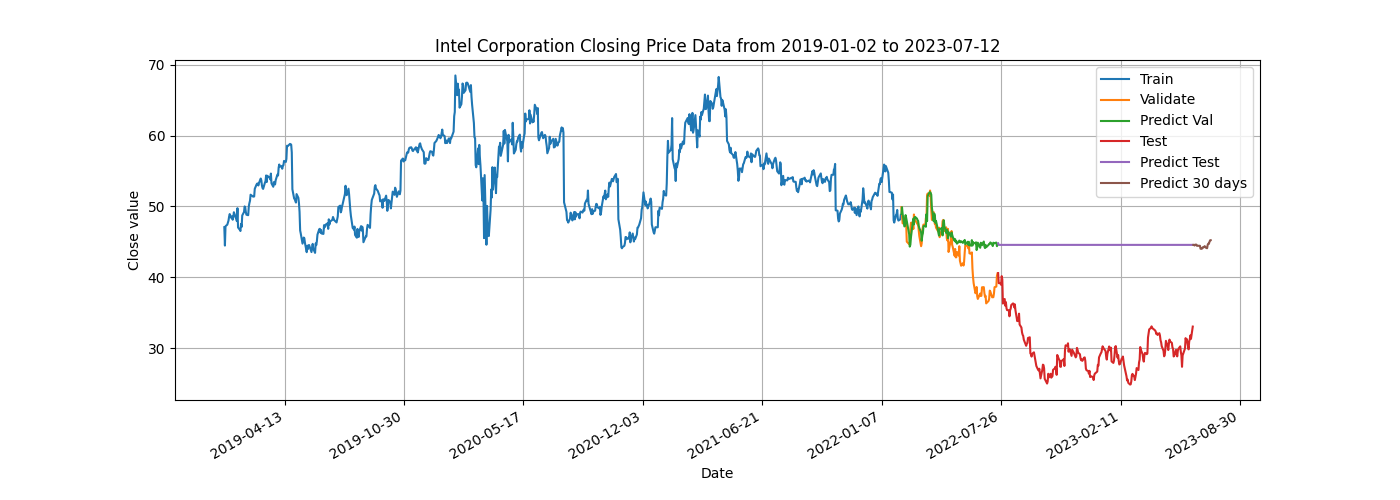 Intel Corporation Closing Price Data from 2019-01-02 to 2023-07-12
70
60
50
40
30
Close value
Train
Validate
Predict Val
Test
Predict Test
Predict 30 days
2019-04-13
2019-10-30
2020-05-17
2020-12-03
2021-06-21
2022-01-07
2022-07-26
2023-02-11
2023-08-30
Date